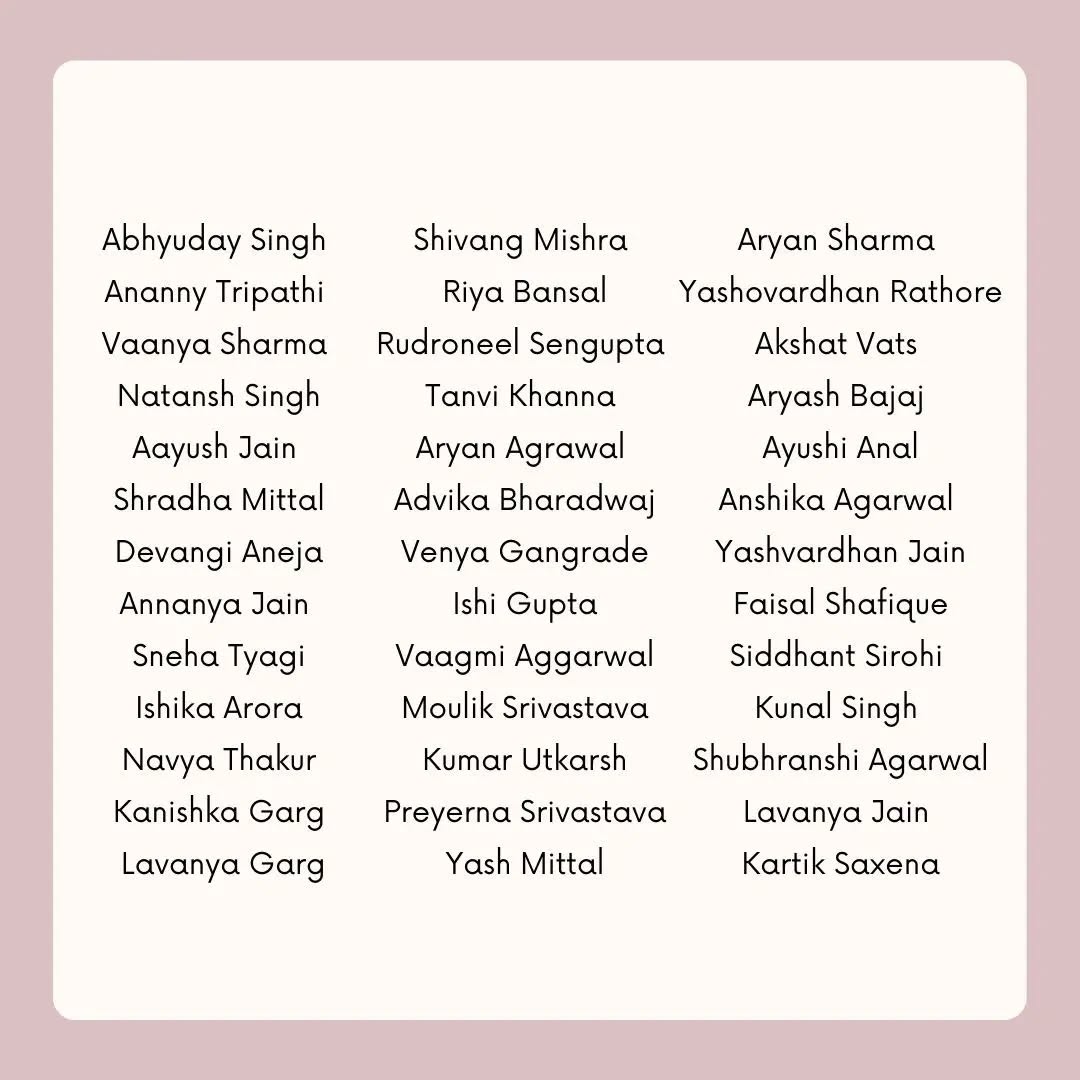 Abhyuday Singh
Ananny Tripathi
Vaanya Sharma
Natansh Singh
Aayush Jain
Shradha Mittal
Devangi Aneja
Annanya Jain
Sneha Tyagi
Ishika Arora
Navya Thakur
Kanishka Garg
Lavanya Garg
Shivang Mishra
Riya Bansal
Rudroneel Sengupta
Tanvi Khanna
Aryan Agrawal
Advika Bharadwaj
Venya Gangrade
Ishi Gupta
Vaagmi Aggarwal
Moulik Srivastava
Kumar Utkarsh
Preyerna Srivastava
Yash Mittal
Aryan Sharma
Yashovardhan Rathore
Akshat Vats
Aryash Bajaj
Ayushi Anal
Anshika Agarwal
Yashvardhan Jain
Faisal Shafique
Siddhant Sirohi
Kunal Singh
Shubhranshi Agarwal
Lavanya Jain
Kartik Saxena